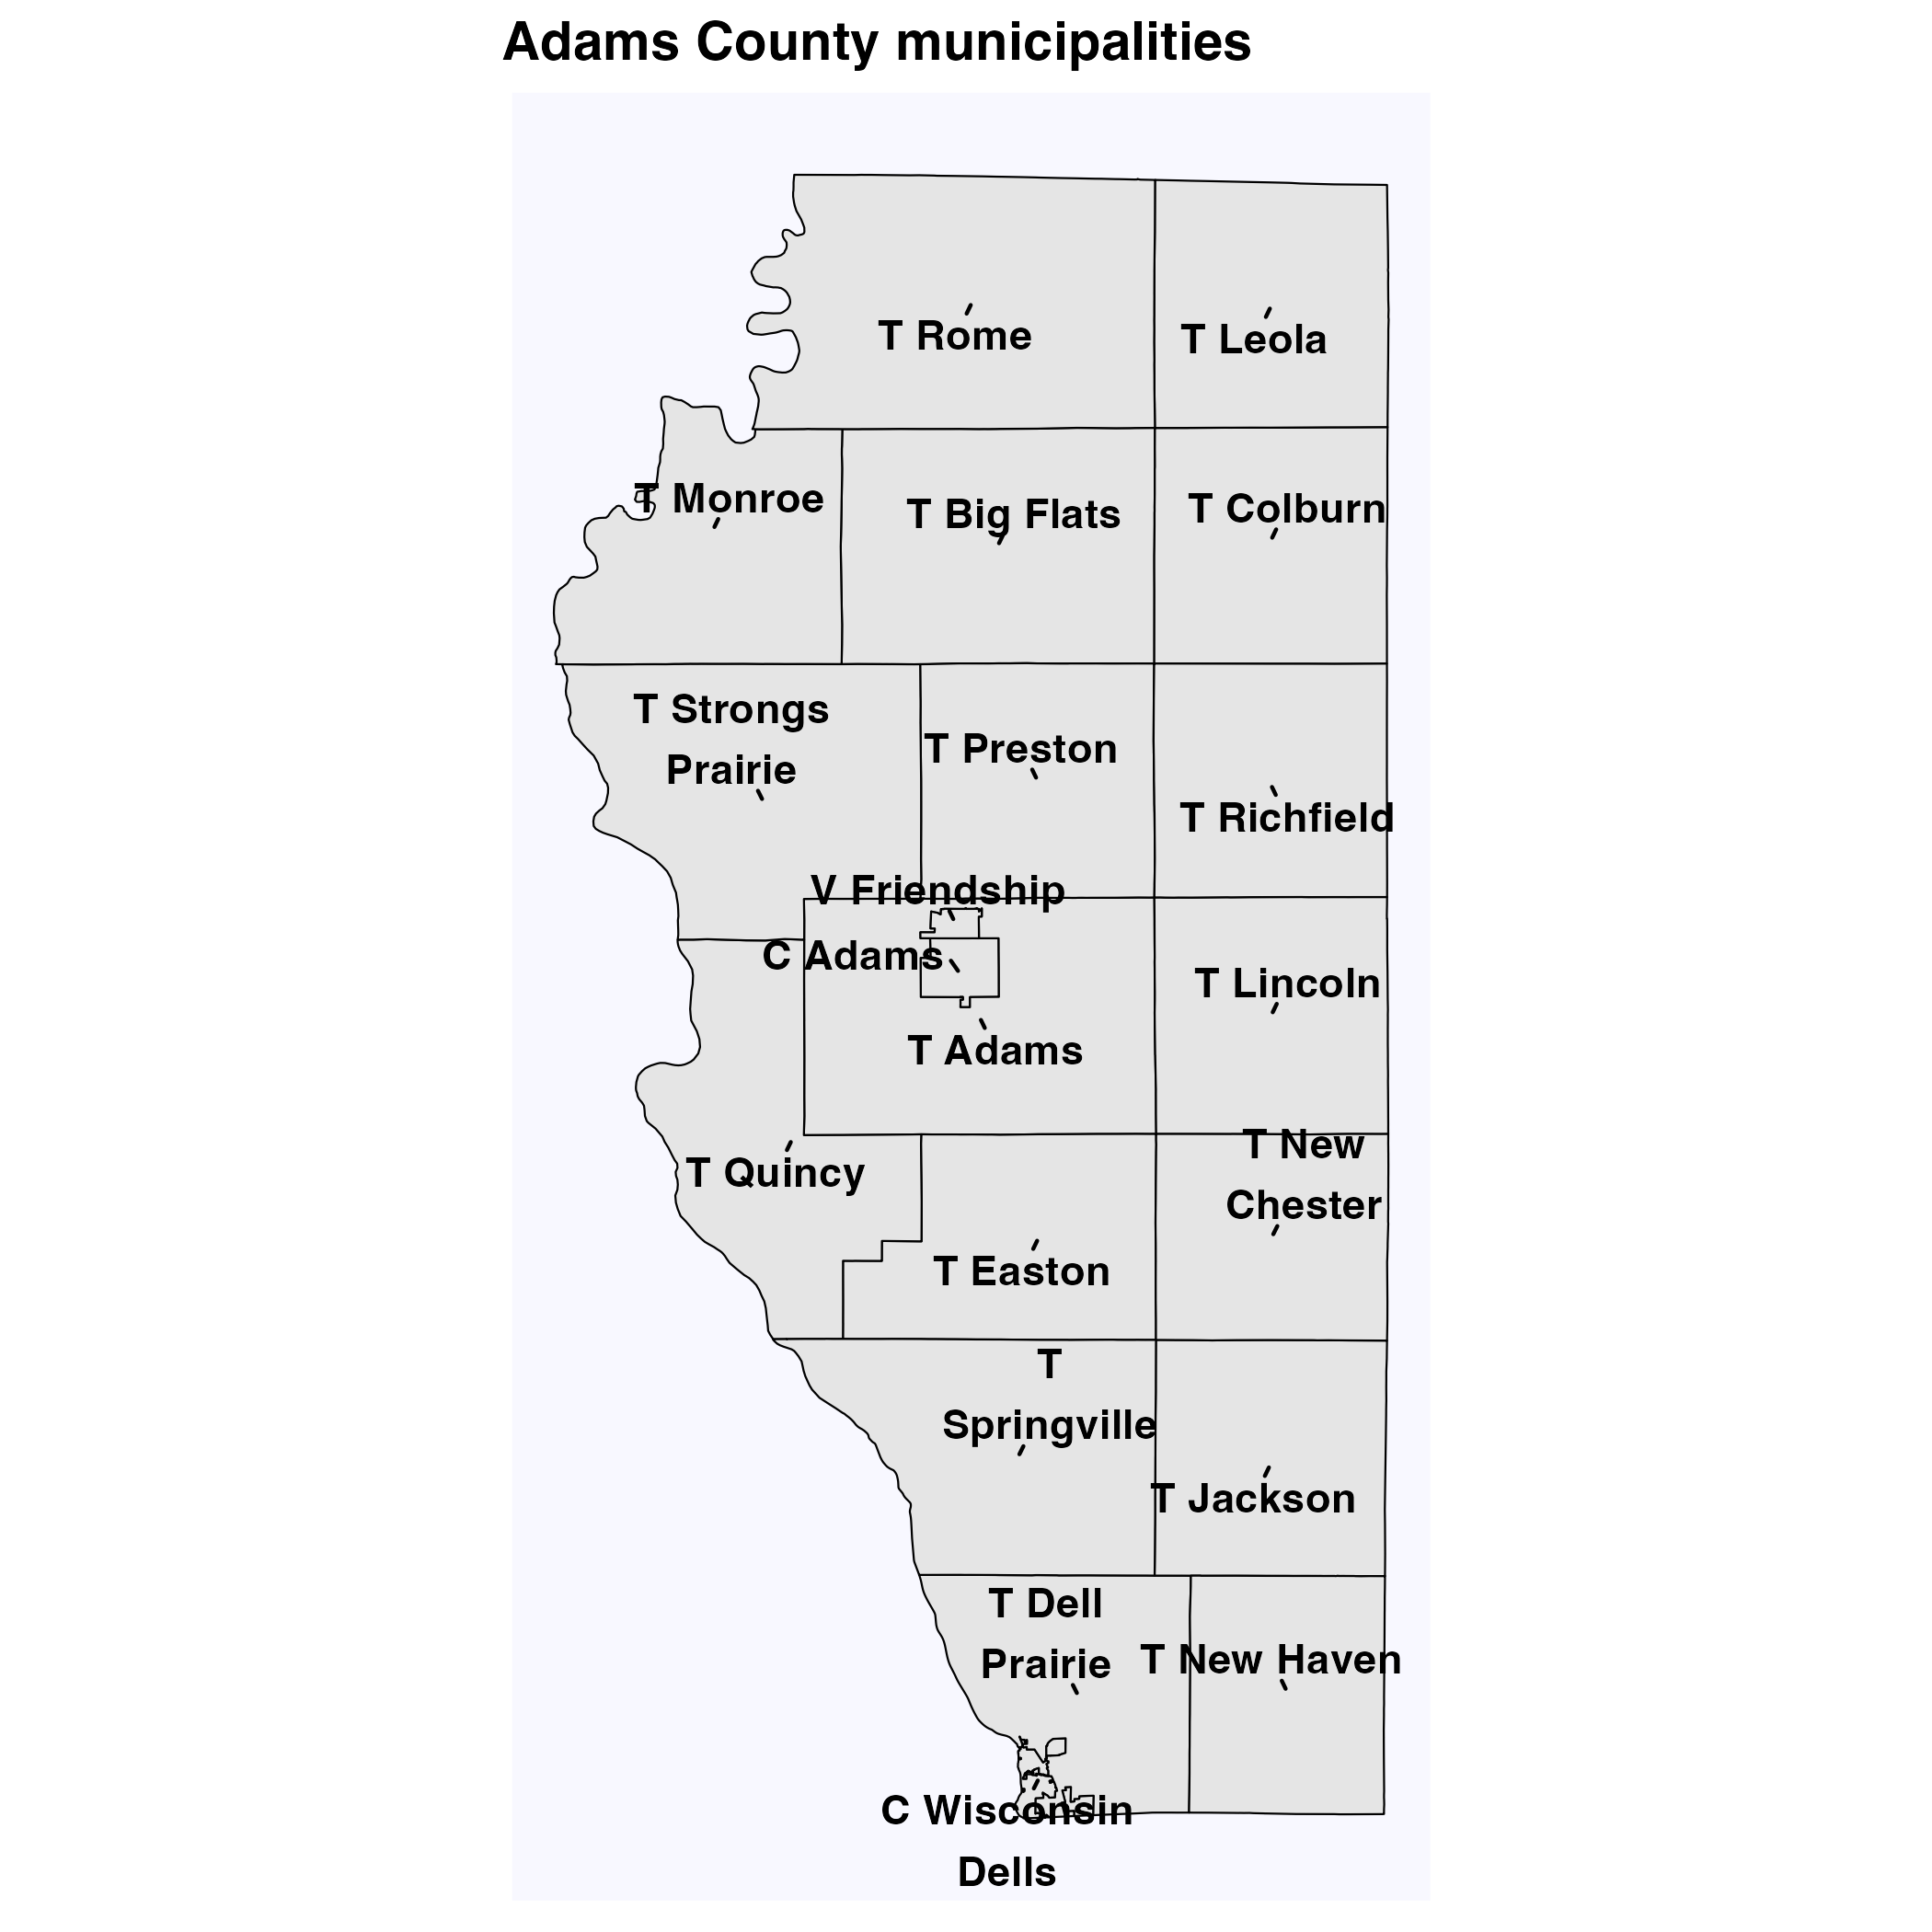 Adams County municipalities
T Rome
T Leola
T Monroe
T Big Flats
T Colburn
T Strongs
Prairie
T Preston
T Richfield
V Friendship
C Adams
T Lincoln
T Adams
T New
Chester
T Quincy
T Easton
T
Springville
T Jackson
T Dell
Prairie
T New Haven
C Wisconsin
Dells